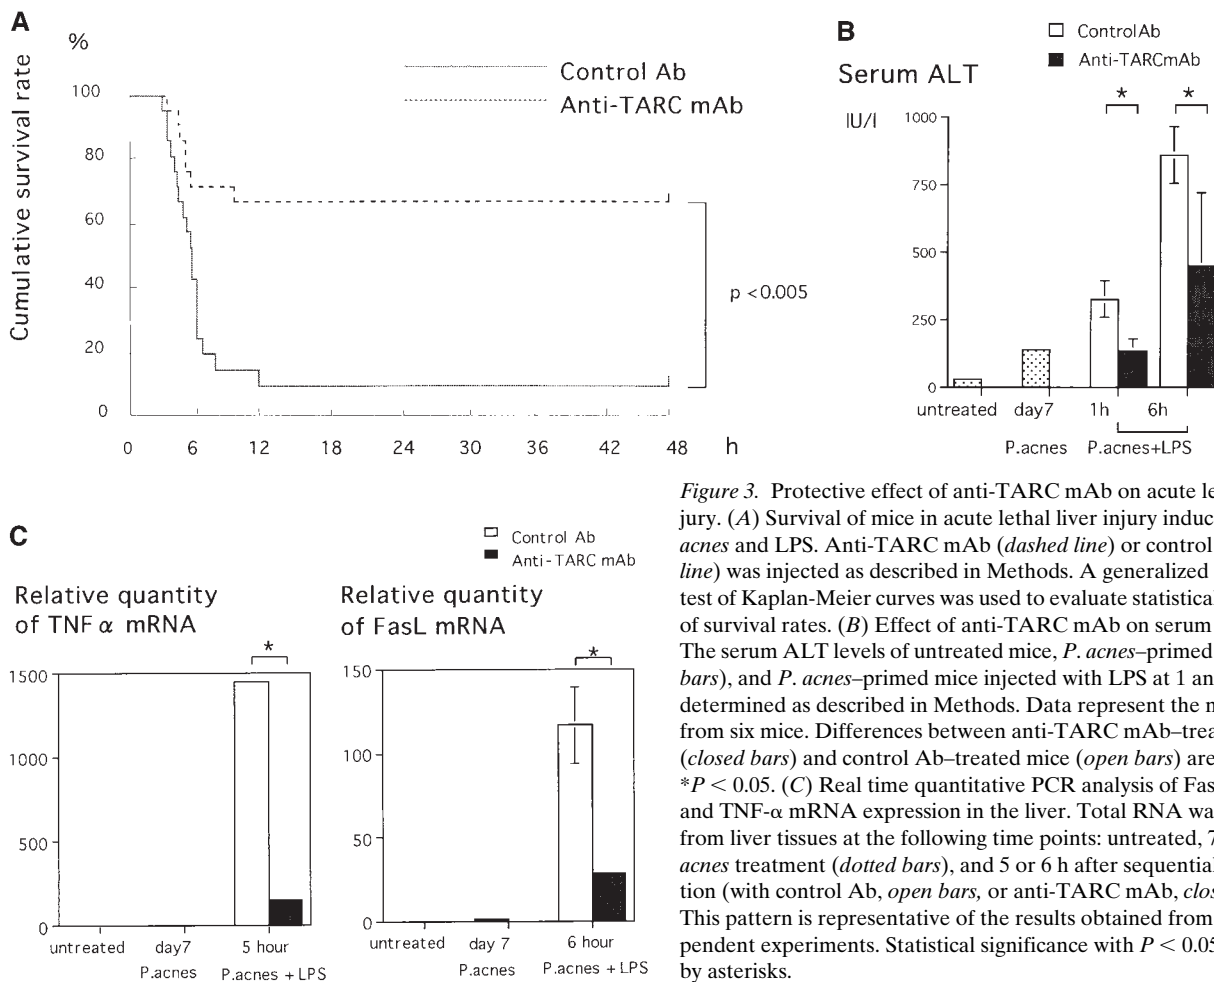 A
%
Cumulative survival rate
Control Ab
Anti-TARC mAb
100
80
60
40
20
0
p <0.005
0 6 12 18 24 30 36 42 48 h
B
ControlAb
Anti-TARCmAb
Serum ALT
IU/l
* *
1000
750
500
250
0
untreated day7 1h 6h
P.acnes P.acnes+LPS
C
Control Ab
Anti-TARC mAb
Relative quantity
of TNF α mRNA
*
1500
1000
500
0
untreated day7 5 hour
P.acnes P.acnes + LPS
Relative quantity
of FasL mRNA
*
150
100
50
0
untreated day 7 6 hour
P.acnes P.acnes + LPS
Figure 3. Protective effect of anti-TARC mAb on acute le
jury. (A) Survival of mice in acute lethal liver injury induc
acnes and LPS. Anti-TARC mAb (dashed line) or control
line) was injected as described in Methods. A generalized
test of Kaplan-Meier curves was used to evaluate statistical
of survival rates. (B) Effect of anti-TARC mAb on serum
The serum ALT levels of untreated mice, P. acnes–primed
bars), and P. acnes–primed mice injected with LPS at 1 an
determined as described in Methods. Data represent the m
from six mice. Differences between anti-TARC mAb–trea
(closed bars) and control Ab–treated mice (open bars) are
*P < 0.05. (C) Real time quantitative PCR analysis of Fas
and TNF-α mRNA expression in the liver. Total RNA wa
from liver tissues at the following time points: untreated, 7
acnes treatment (dotted bars), and 5 or 6 h after sequential
tion (with control Ab, open bars, or anti-TARC mAb, clos
This pattern is representative of the results obtained from
pendent experiments. Statistical significance with P < 0.05
by asterisks.